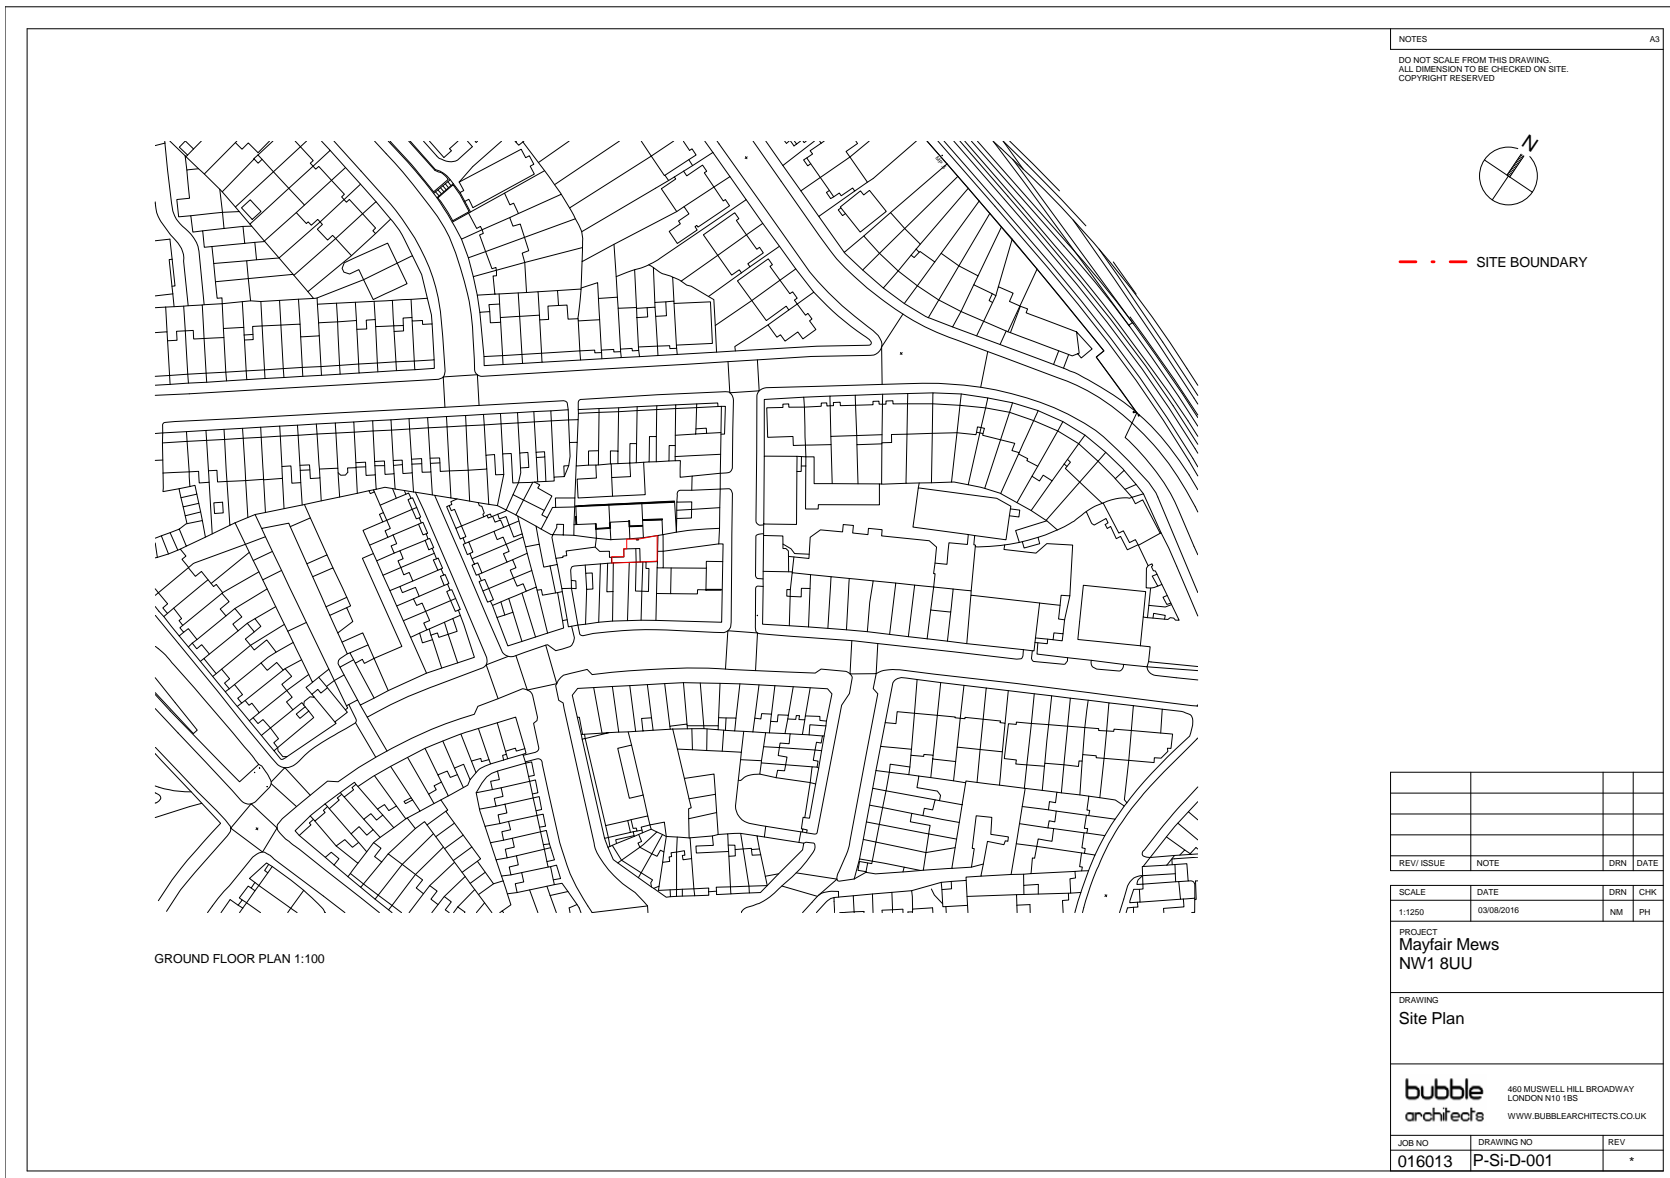 NOTES A3
DO NOT SCALE FROM THIS DRAWING.
ALL DIMENSION TO BE CHECKED ON SITE.
COPYRIGHT RESERVED
N
SITE BOUNDARY
GROUND FLOOR PLAN 1:100
REV/ ISSUE NOTE DRN DATE
SCALE DATE DRN CHK
1:1250 03/08/2016 NM PH
PROJECT
Mayfair Mews
NW1 8UU
DRAWING
Site Plan
bubble
architects
460 MUSWELL HILL BROADWAY
LONDON N10 1BS
WWW.BUBBLEARCHITECTS.CO.UK
JOB NO DRAWING NO REV
016013 P-Si-D-001 *